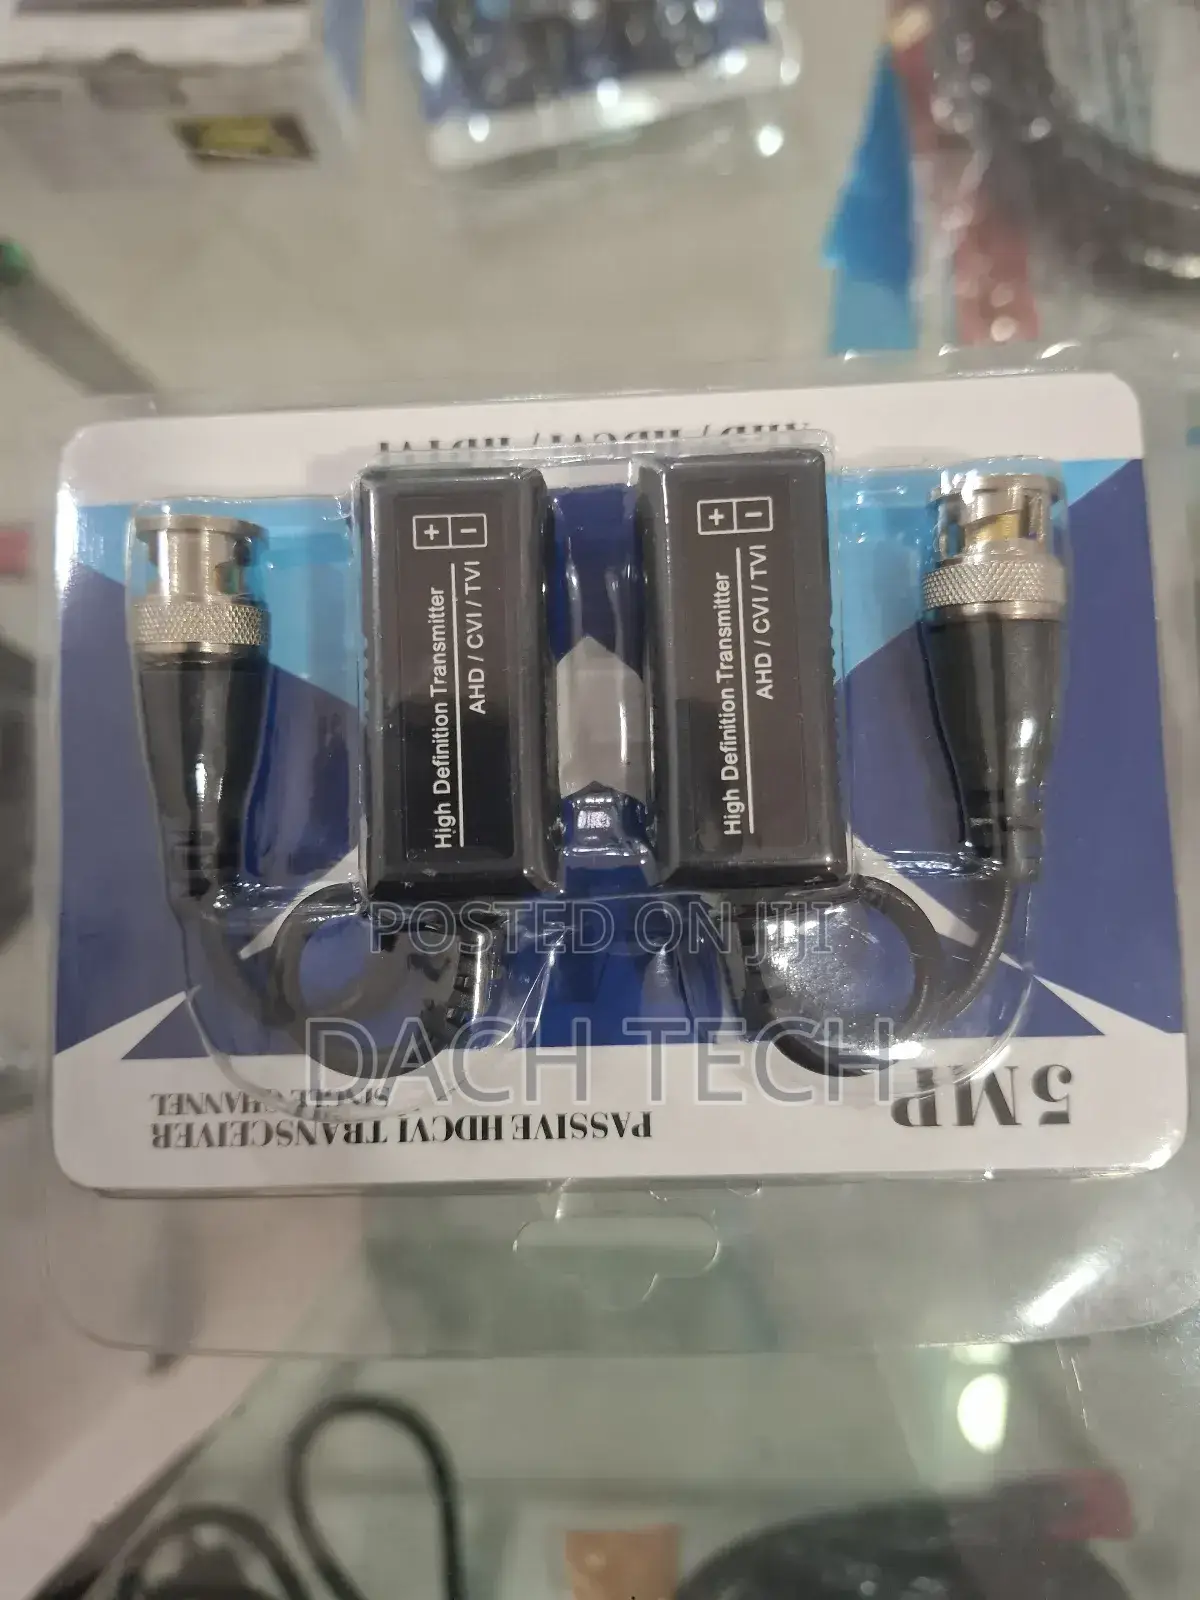 AHD / HDCVI / HDTVI
+ −
High Definition Transmitter
AHD / CVI / TVI
+ −
High Definition Transmitter
AHD / CVI / TVI
POSTED ON JIJI
DACH TECH
5MP
PASSIVE HDCVI TRANSCEIVER
SINGLE CHANNEL